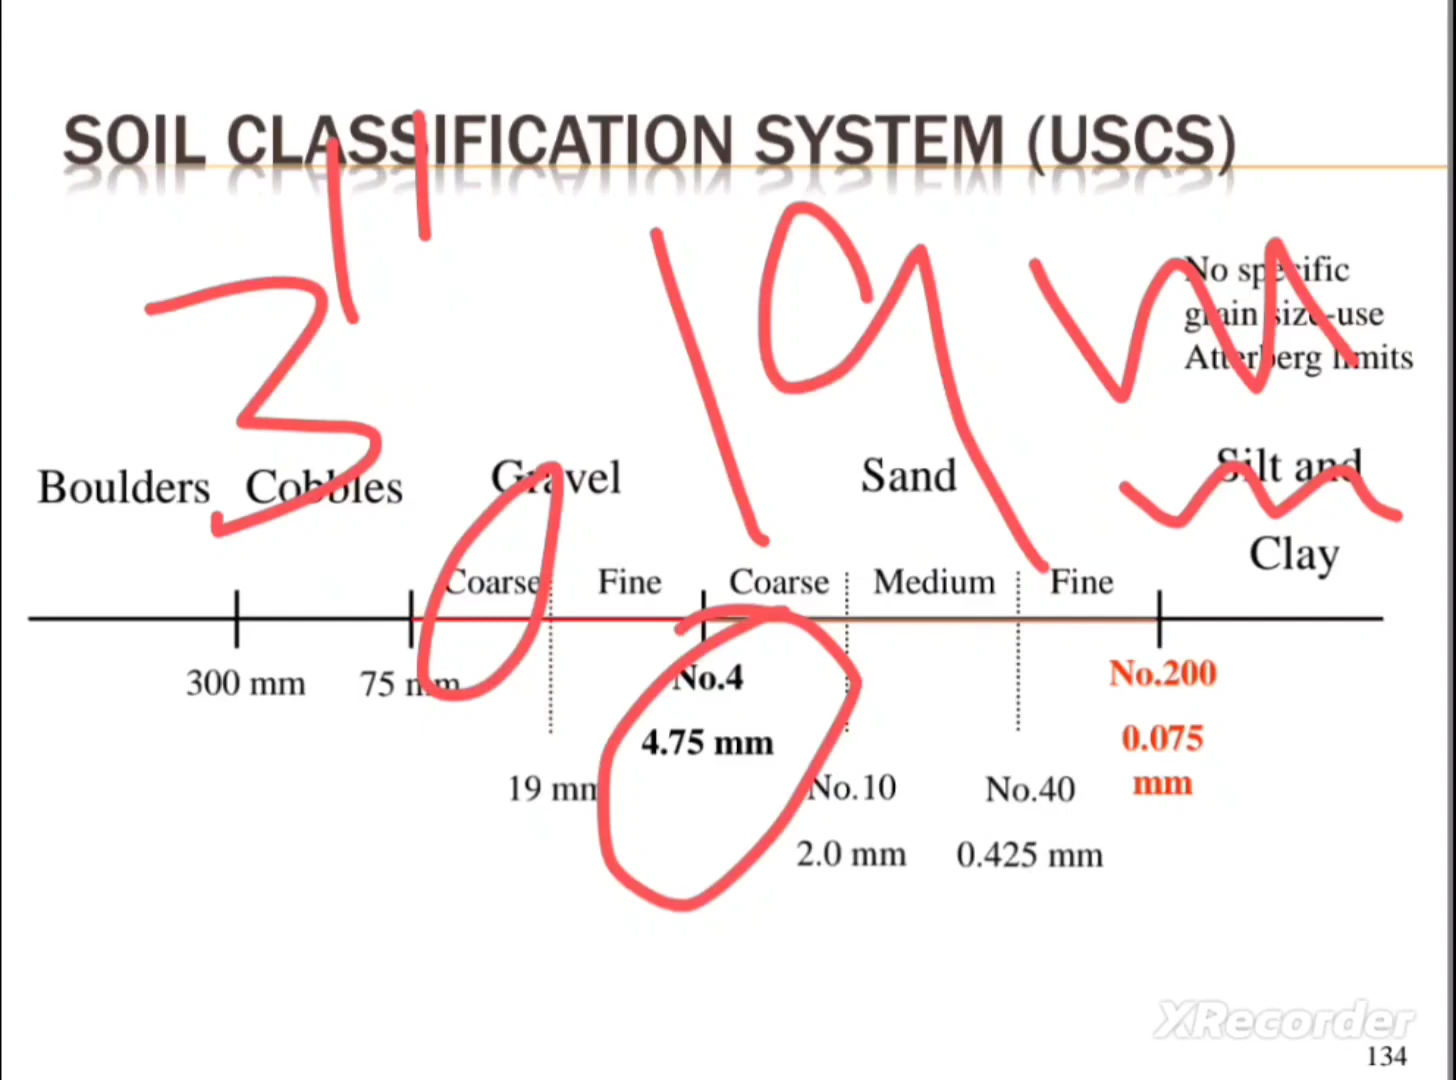 SOIL CLASSIFICATION SYSTEM (USCS)
3"
19 mm
No specific
grain size-use
Atterberg limits
Boulders Cobbles Gravel Sand Silt and
Clay
Coarse Fine Coarse Medium Fine
300 mm 75 mm No.4 No.200
4.75 mm 0.075
mm
19 mm No.10 No.40
2.0 mm 0.425 mm
XRecorder
134